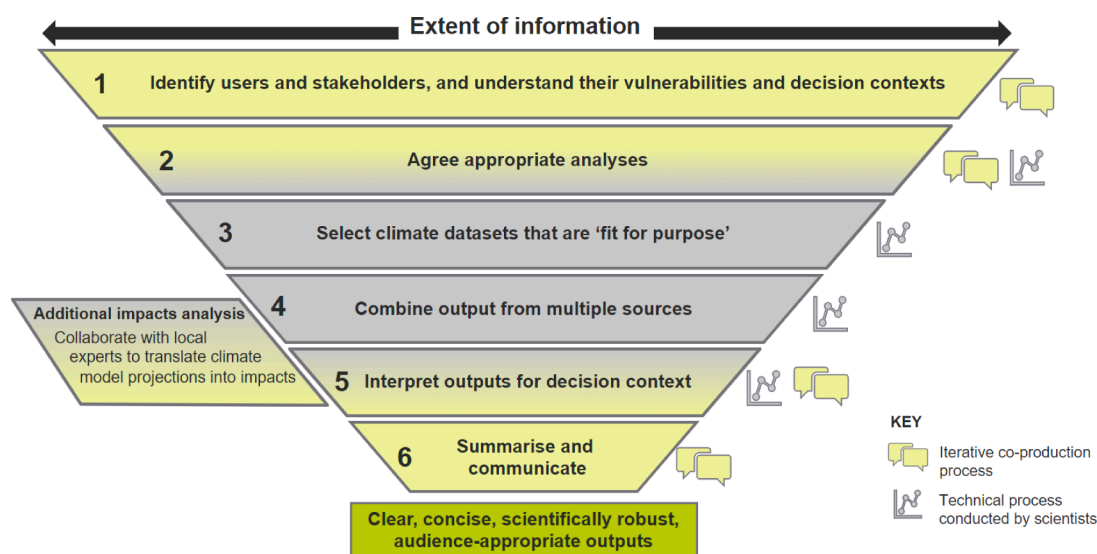 Extent of information
1 Identify users and stakeholders, and understand their vulnerabilities and decision contexts
2 Agree appropriate analyses
3 Select climate datasets that are ‘fit for purpose’
4 Combine output from multiple sources
Additional impacts analysis
Collaborate with local
experts to translate climate
model projections into impacts
5 Interpret outputs for decision context
6 Summarise and
communicate
Clear, concise, scientifically robust,
audience-appropriate outputs
KEY
Iterative co-production
process
Technical process
conducted by scientists